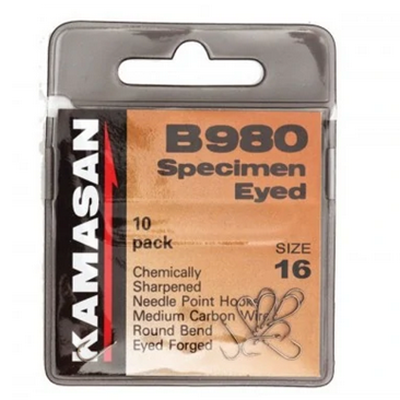 KAMASAN
B980
Specimen
Eyed
10
pack
SIZE
16
Chemically
Sharpened
Needle Point Hooks
Medium Carbon Wire
Round Bend
Eyed Forged